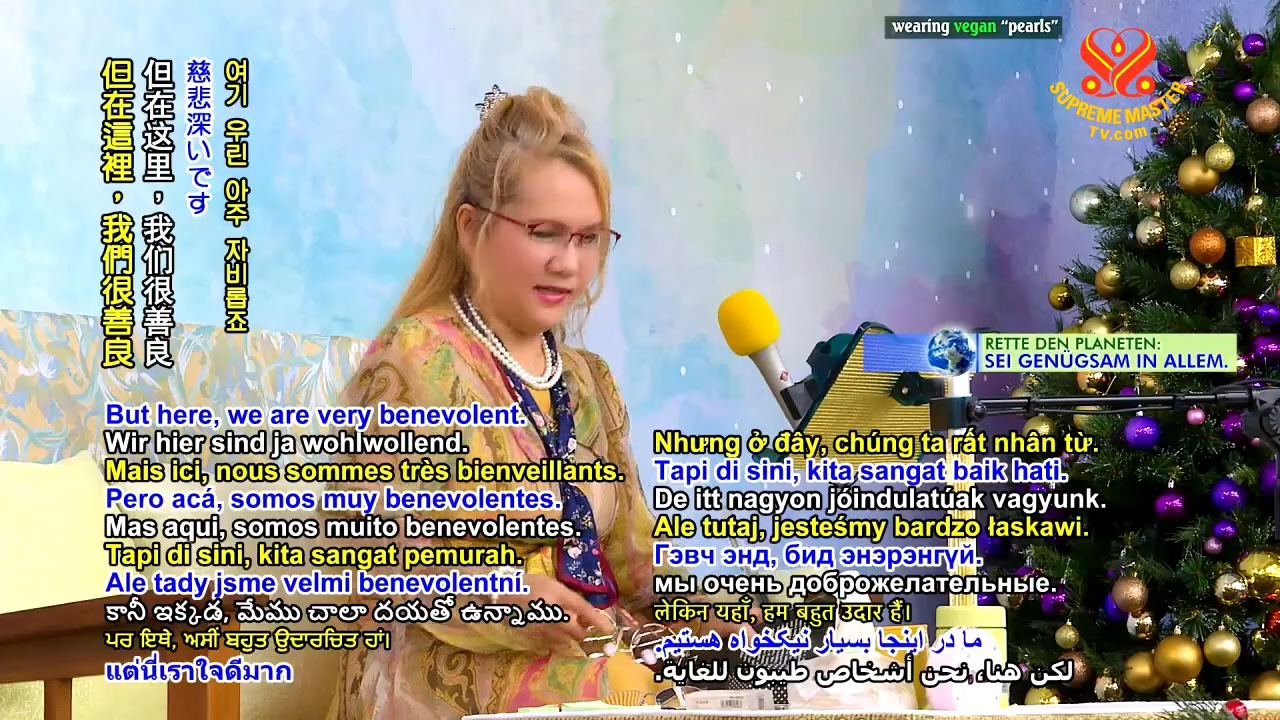 wearing vegan "pearls"
SUPREME MASTER
TV.com
但在這裡，我們很善良
但在这里，我们很善良
慈悲深いです
여기 우린 아주 자비롭죠
RETTE DEN PLANETEN:
SEI GENÜGSAM IN ALLEM.
But here, we are very benevolent.
Wir hier sind ja wohlwollend.
Mais ici, nous sommes très bienveillants.
Pero acá, somos muy benevolentes.
Mas aqui, somos muito benevolentes.
Tapi di sini, kita sangat pemurah.
Ale tady jsme velmi benevolentní.
కానీ ఇక్కడ, మేము చాలా దయతో ఉన్నాము.
ਪਰ ਇਥੇ, ਅਸੀਂ ਬਹੁਤ ਉਦਾਰਚਿਤ ਹਾਂ।
แต่นี่เราใจดีมาก
Nhưng ở đây, chúng ta rất nhân từ.
Tapi di sini, kita sangat baik hati.
De itt nagyon jóindulatúak vagyunk.
Ale tutaj, jesteśmy bardzo łaskawi.
Гэвч энд, бид энэрэнгүй.
мы очень доброжелательные.
लेकिन यहाँ, हम बहुत उदार हैं।
ما در اینجا بسیار نیکخواه هستیم.
لكن هنا، نحن أشخاص طيبون للغاية.